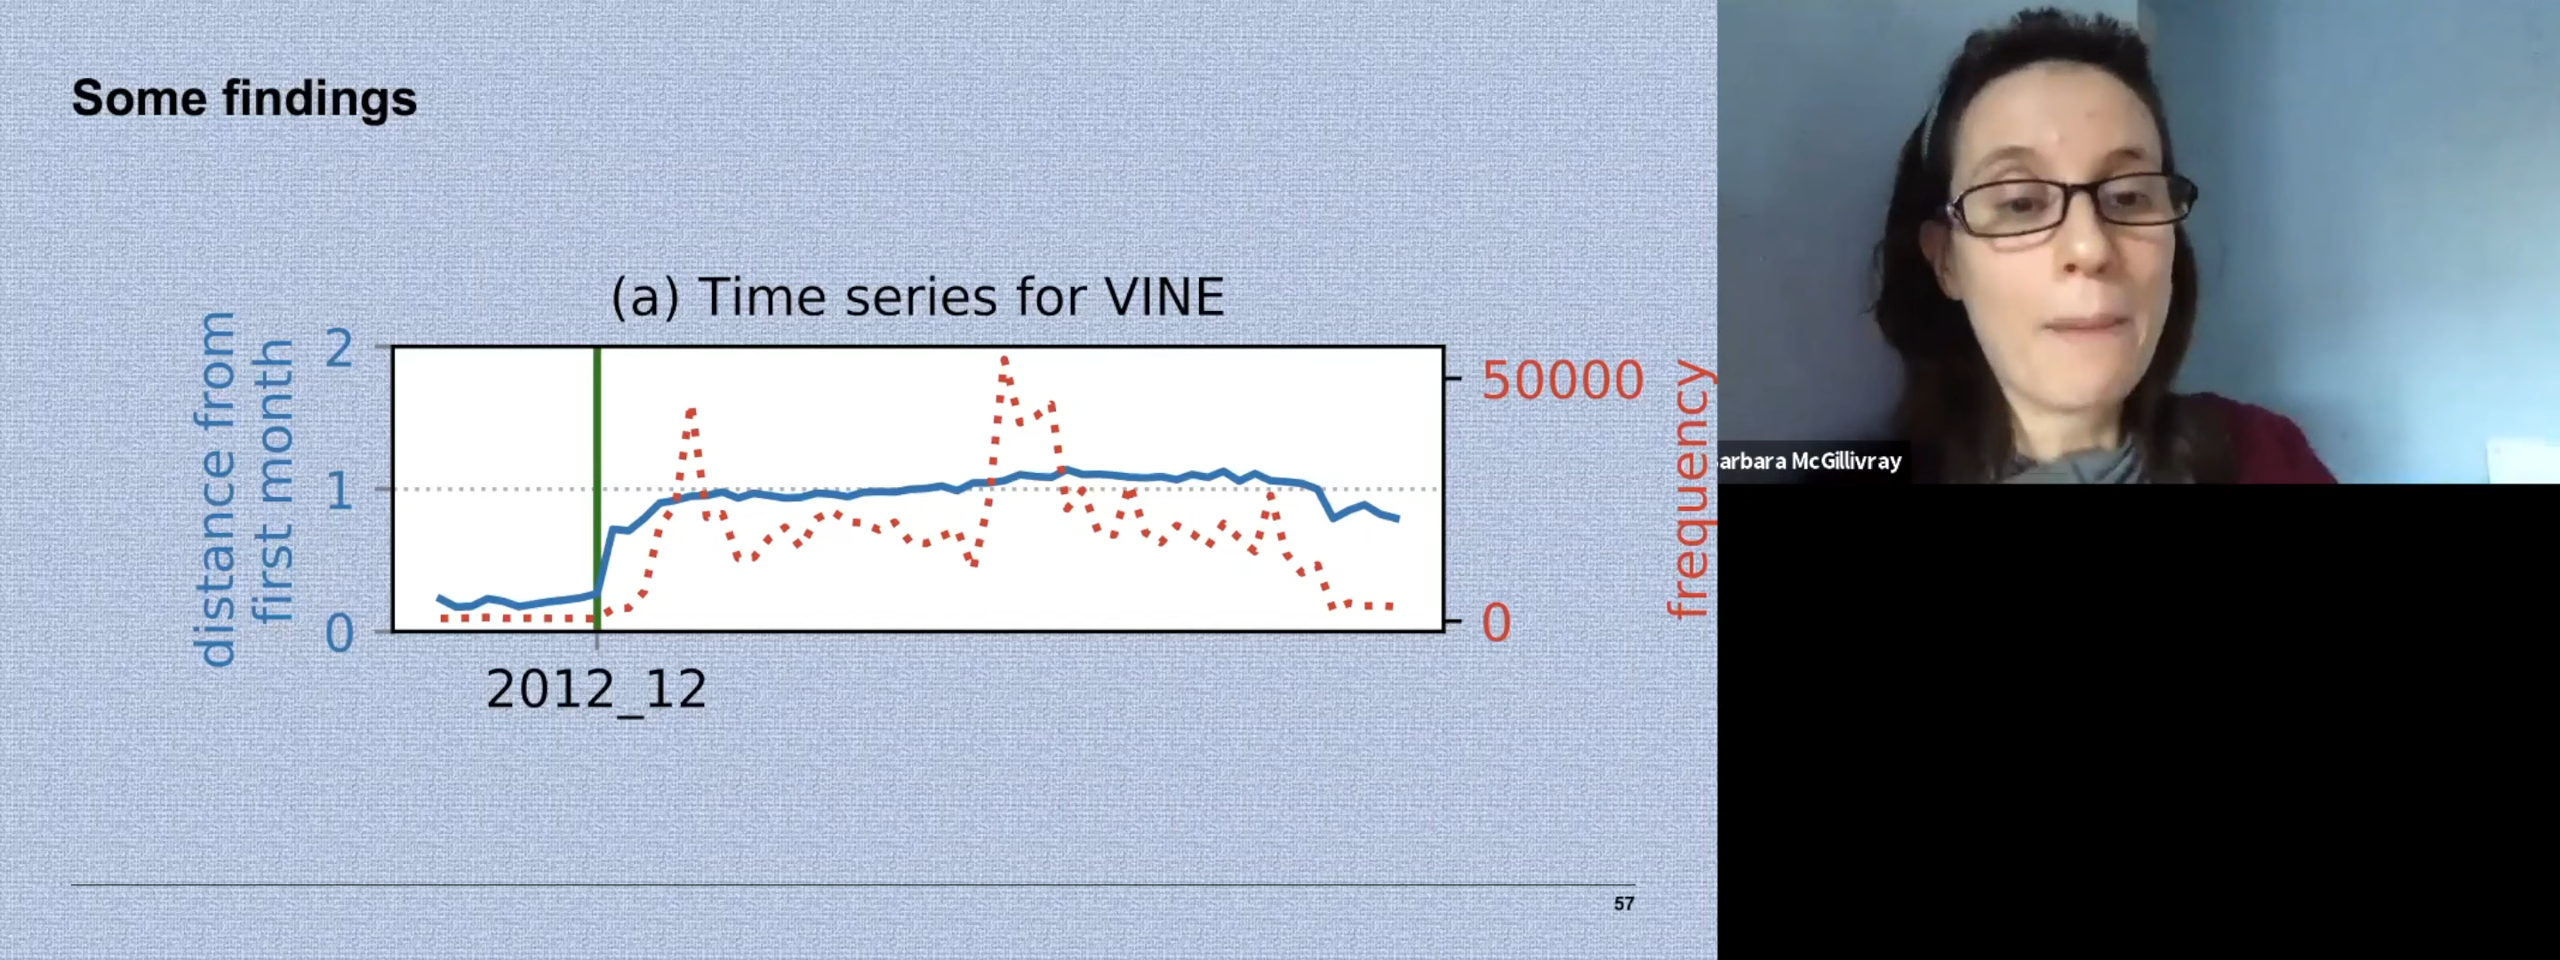 Some findings
(a) Time series for VINE
distance from
first month
2
1
0
50000
0
frequency
2012_12
57
arbara McGillivray